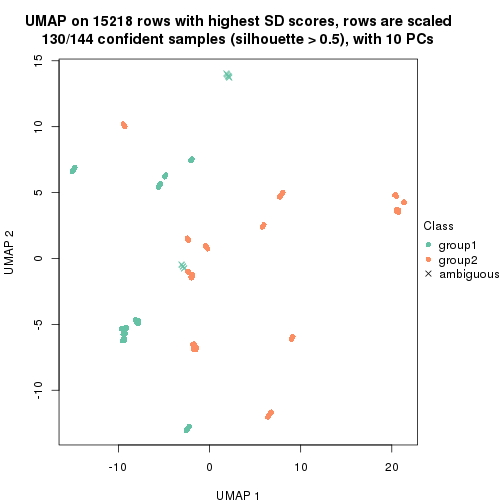 UMAP on 15218 rows with highest SD scores, rows are scaled
130/144 confident samples (silhouette > 0.5), with 10 PCs
15
10
5
0
-5
-10
UMAP 2
-10
0
10
20
UMAP 1
Class
group1
group2
ambiguous